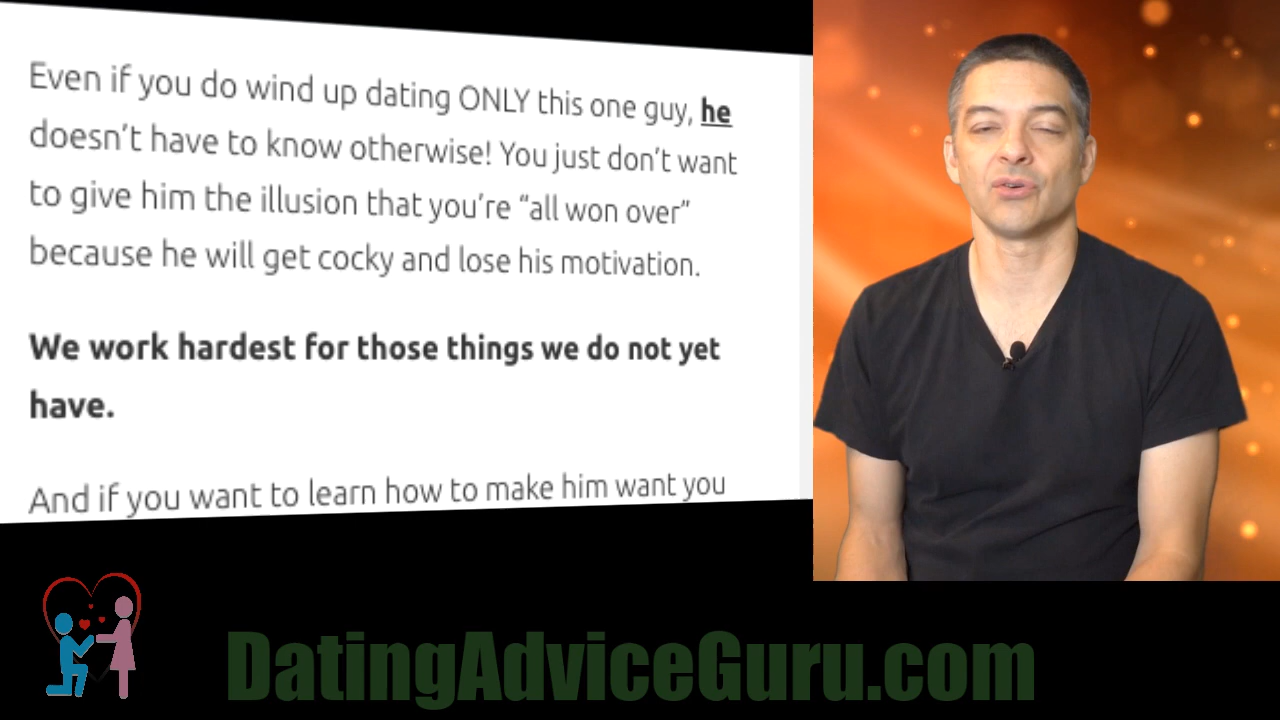 Even if you do wind up dating ONLY this one guy, he
doesn’t have to know otherwise! You just don’t want
to give him the illusion that you’re “all won over”
because he will get cocky and lose his motivation.
We work hardest for those things we do not yet
have.
And if you want to learn how to make him want you
DatingAdviceGuru.com